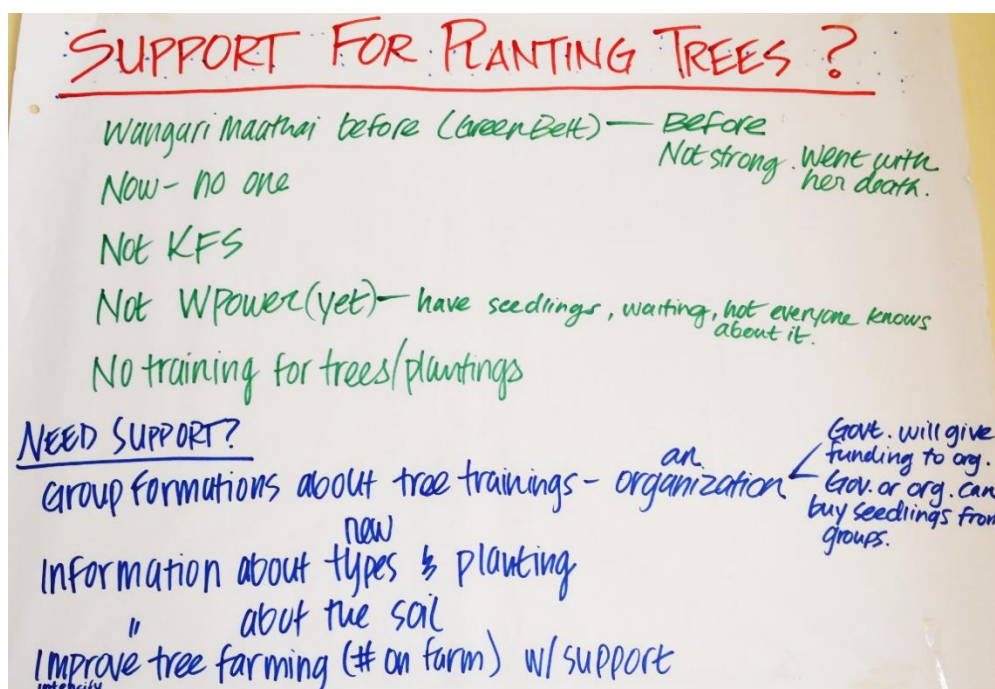 SUPPORT FOR PLANTING TREES?
Wangari Maathai before (GreenBelt) — Before
Not strong. Went with
her death.
Now - no one
Not KFS
Not WPower (yet) - have seedlings, waiting, not everyone knows
about it.
No training for trees/plantings
NEED SUPPORT?
Group formations about tree trainings - an organization
Govt. will give
funding to org.
Gov. or org. can
buy seedlings from
groups.
Information about new types & planting
" about the soil
Improve tree farming (# on farm) w/ support
intensify